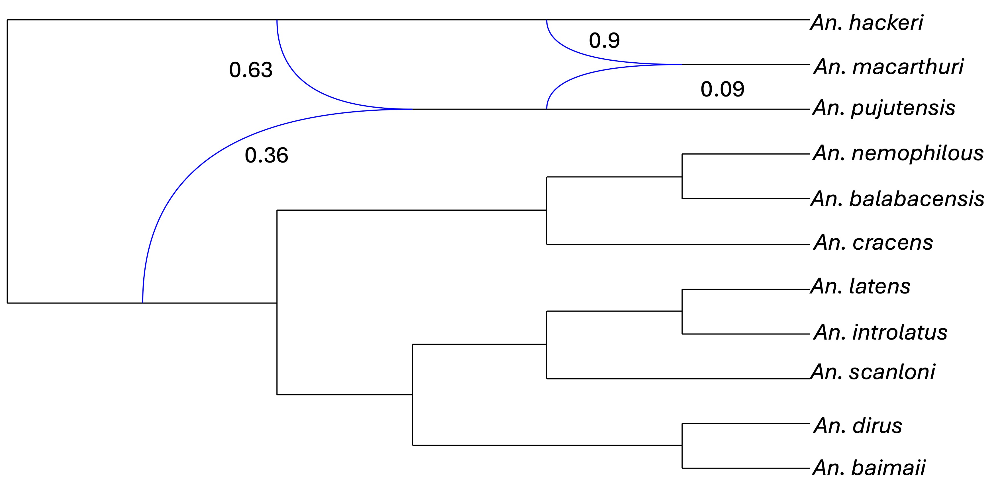 An. hackeri
0.9
An. macarthuri
0.63
0.09
An. pujutensis
0.36
An. nemophilous
An. balabacensis
An. cracens
An. latens
An. introlatus
An. scanloni
An. dirus
An. baimaii